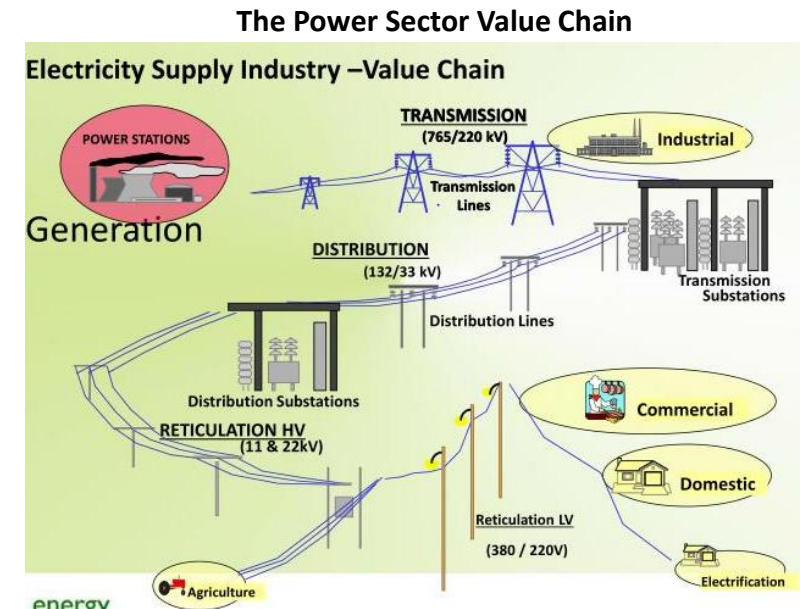 The Power Sector Value Chain
Electricity Supply Industry –Value Chain
POWER STATIONS
Generation
TRANSMISSION
(765/220 kV)
Transmission
Lines
Industrial
DISTRIBUTION
(132/33 kV)
Distribution Lines
Transmission
Substations
Distribution Substations
RETICULATION HV
(11 & 22kV)
Commercial
Domestic
Reticulation LV
(380 / 220V)
Electrification
Agriculture
energy